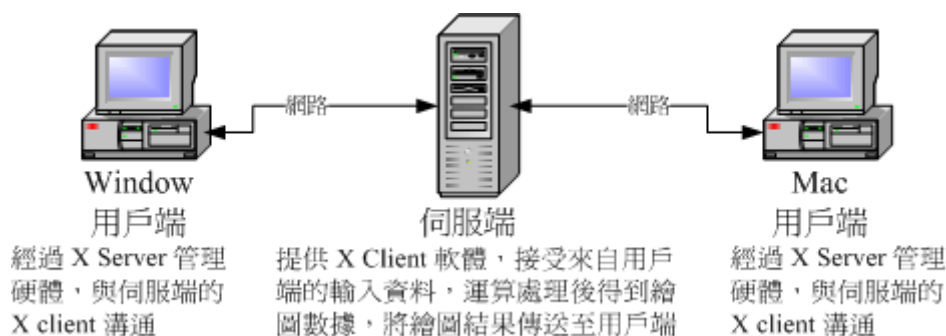 網路
網路
Window
用戶端
經過 X Server 管理
硬體，與伺服端的
X client 溝通
伺服端
提供 X Client 軟體，接受來自用戶
端的輸入資料，運算處理後得到繪
圖數據，將繪圖結果傳送至用戶端
Mac
用戶端
經過 X Server 管理
硬體，與伺服端的
X client 溝通